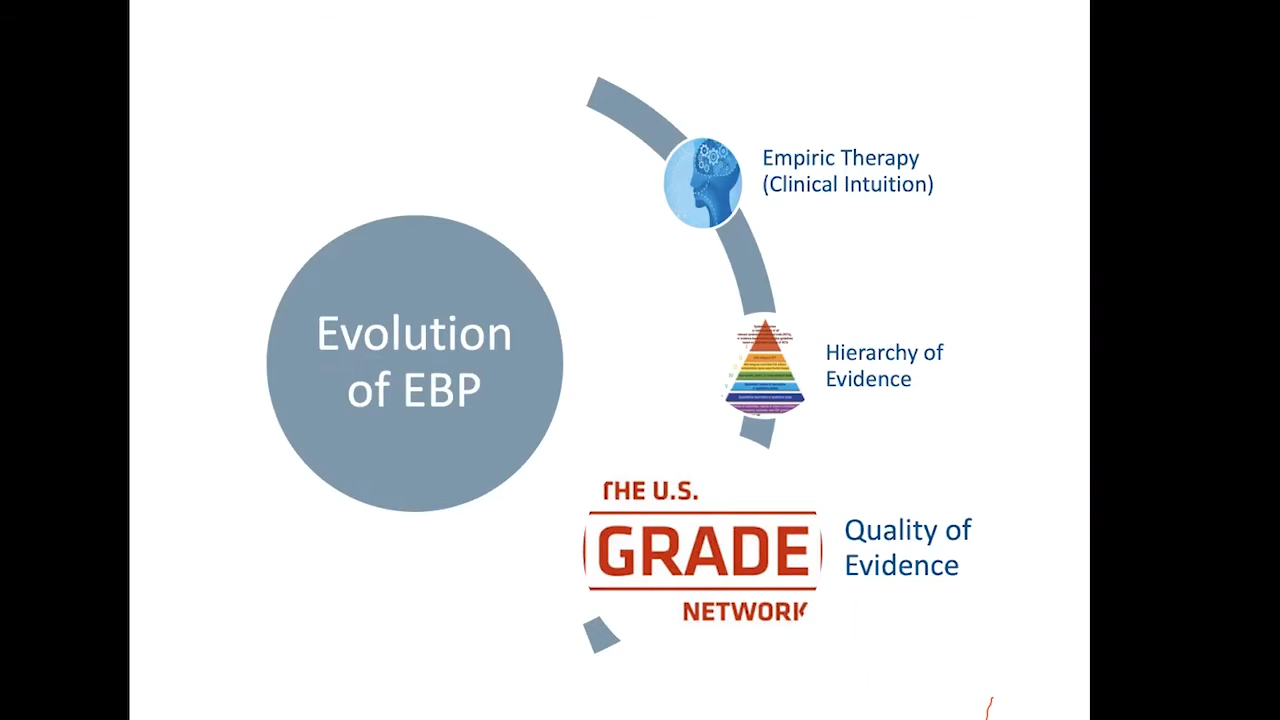 Evolution
of EBP
Empiric Therapy
(Clinical Intuition)
Hierarchy of
Evidence
THE U.S.
GRADE
NETWORK
Quality of
Evidence